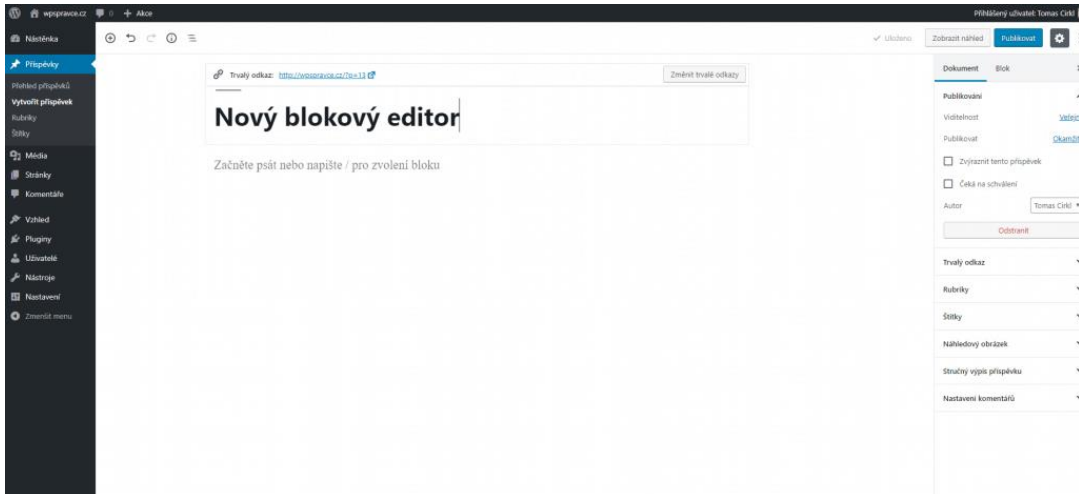 wpspravce.cz 0 + Akce Přihlášený uživatel: Tomas Cirkl
Nástěnka
Příspěvky
Přehled příspěvků
Vytvořit příspěvek
Rubriky
Štítky
Média
Stránky
Komentáře
Vzhled
Pluginy
Uživatelé
Nástroje
Nastavení
Zmenšit menu
Uloženo Zobrazit náhled Publikovat
Trvalý odkaz: http://wpspravce.cz/?p=13 Změnit trvalé odkazy
Nový blokový editor
Začněte psát nebo napište / pro zvolení bloku
Dokument Blok
Publikování
Viditelnost
Publikovat
Zvýraznit tento příspěvek
Čeká na schválení
Autor Tomas Cirkl
Odstranit
Trvalý odkaz
Rubriky
Štítky
Náhledový obrázek
Stručný výpis příspěvku
Nastavení komentářů